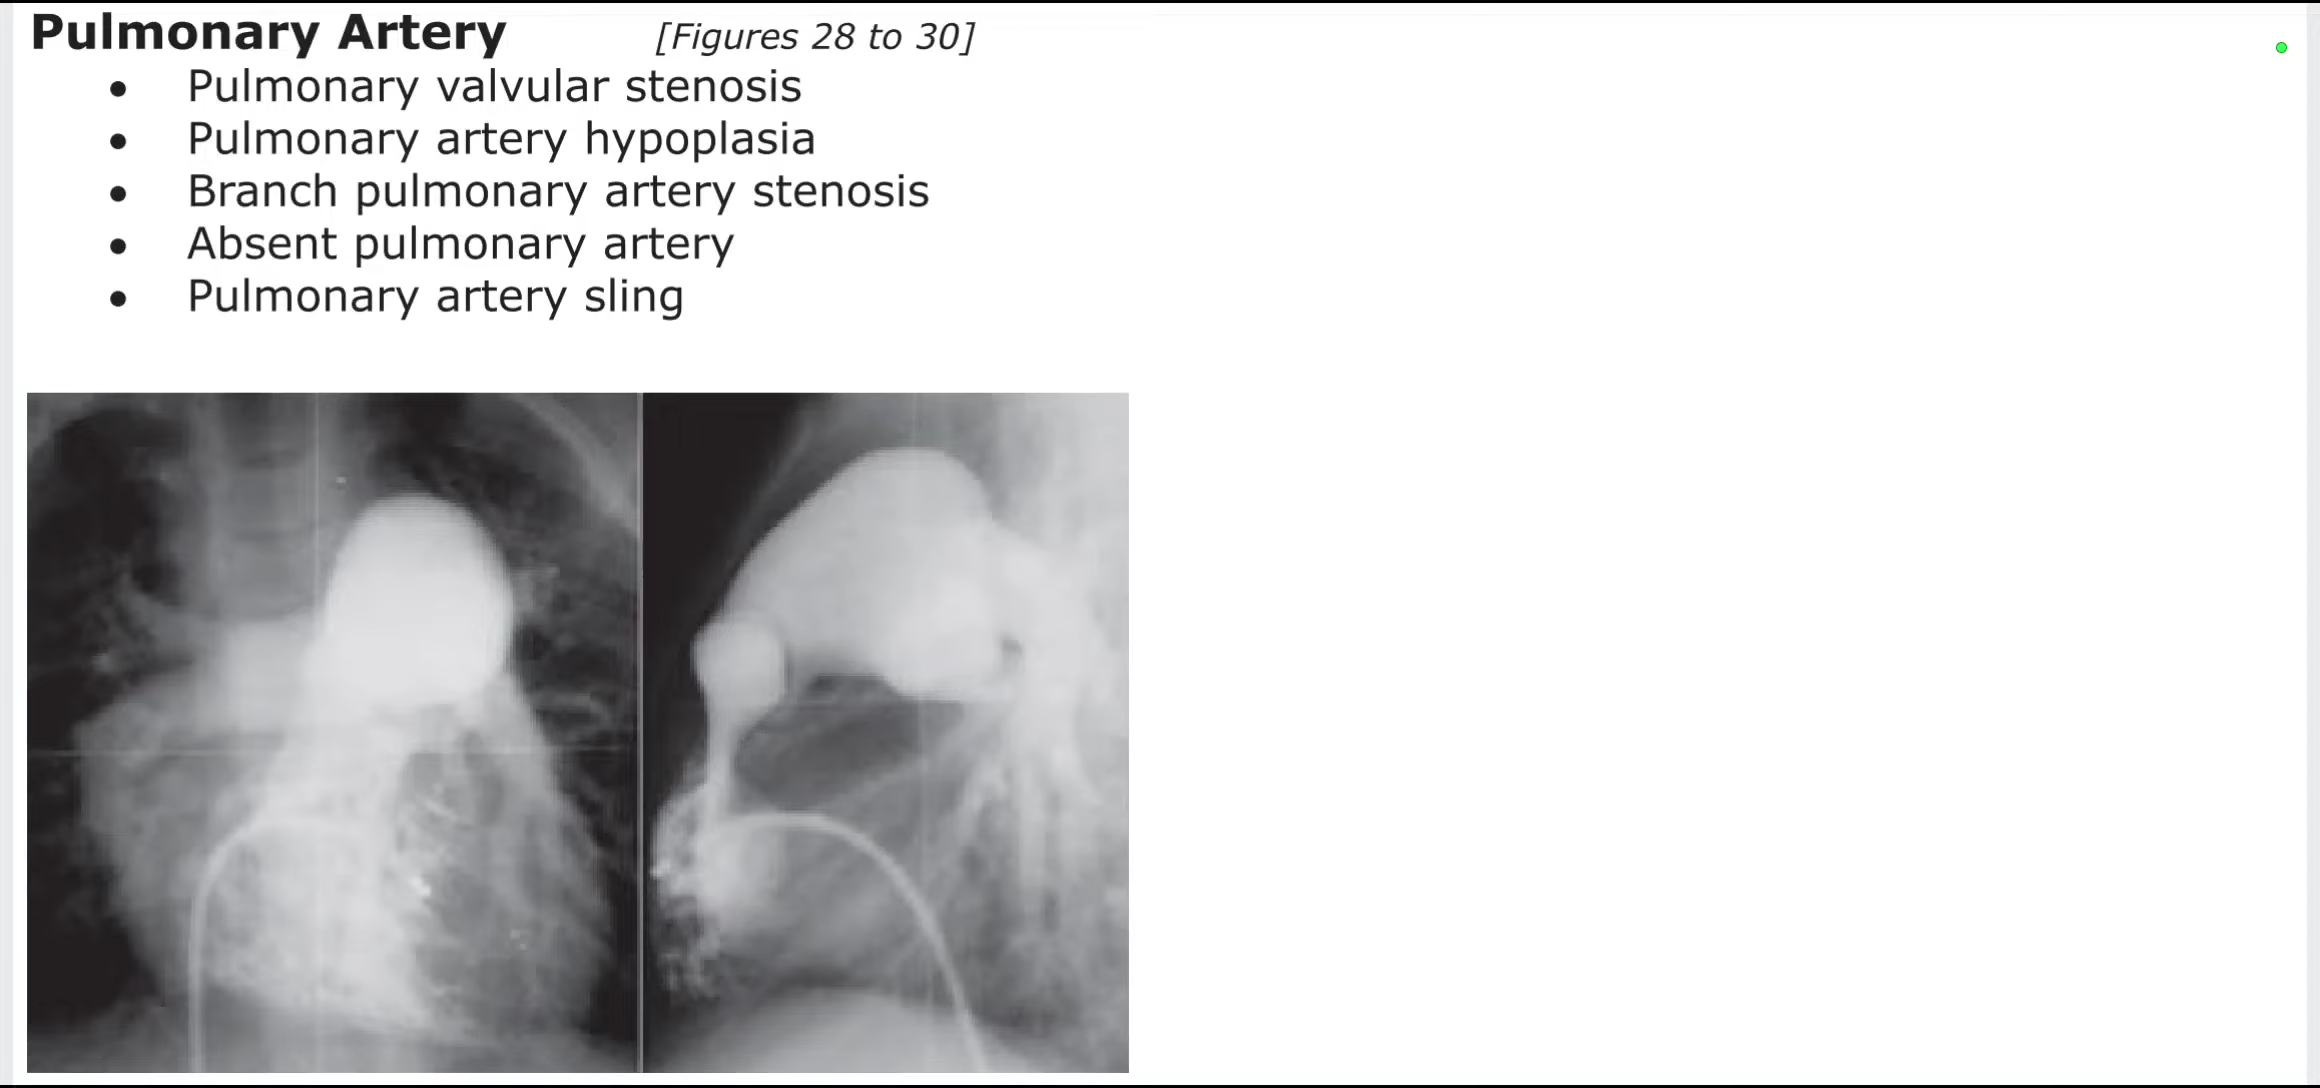 Pulmonary Artery [Figures 28 to 30]
• Pulmonary valvular stenosis
• Pulmonary artery hypoplasia
• Branch pulmonary artery stenosis
• Absent pulmonary artery
• Pulmonary artery sling